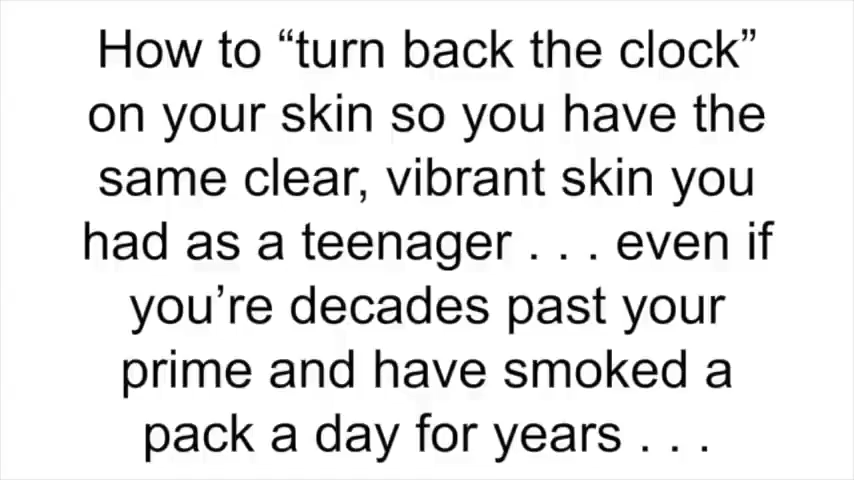 How to “turn back the clock”
on your skin so you have the
same clear, vibrant skin you
had as a teenager . . . even if
you’re decades past your
prime and have smoked a
pack a day for years . . .